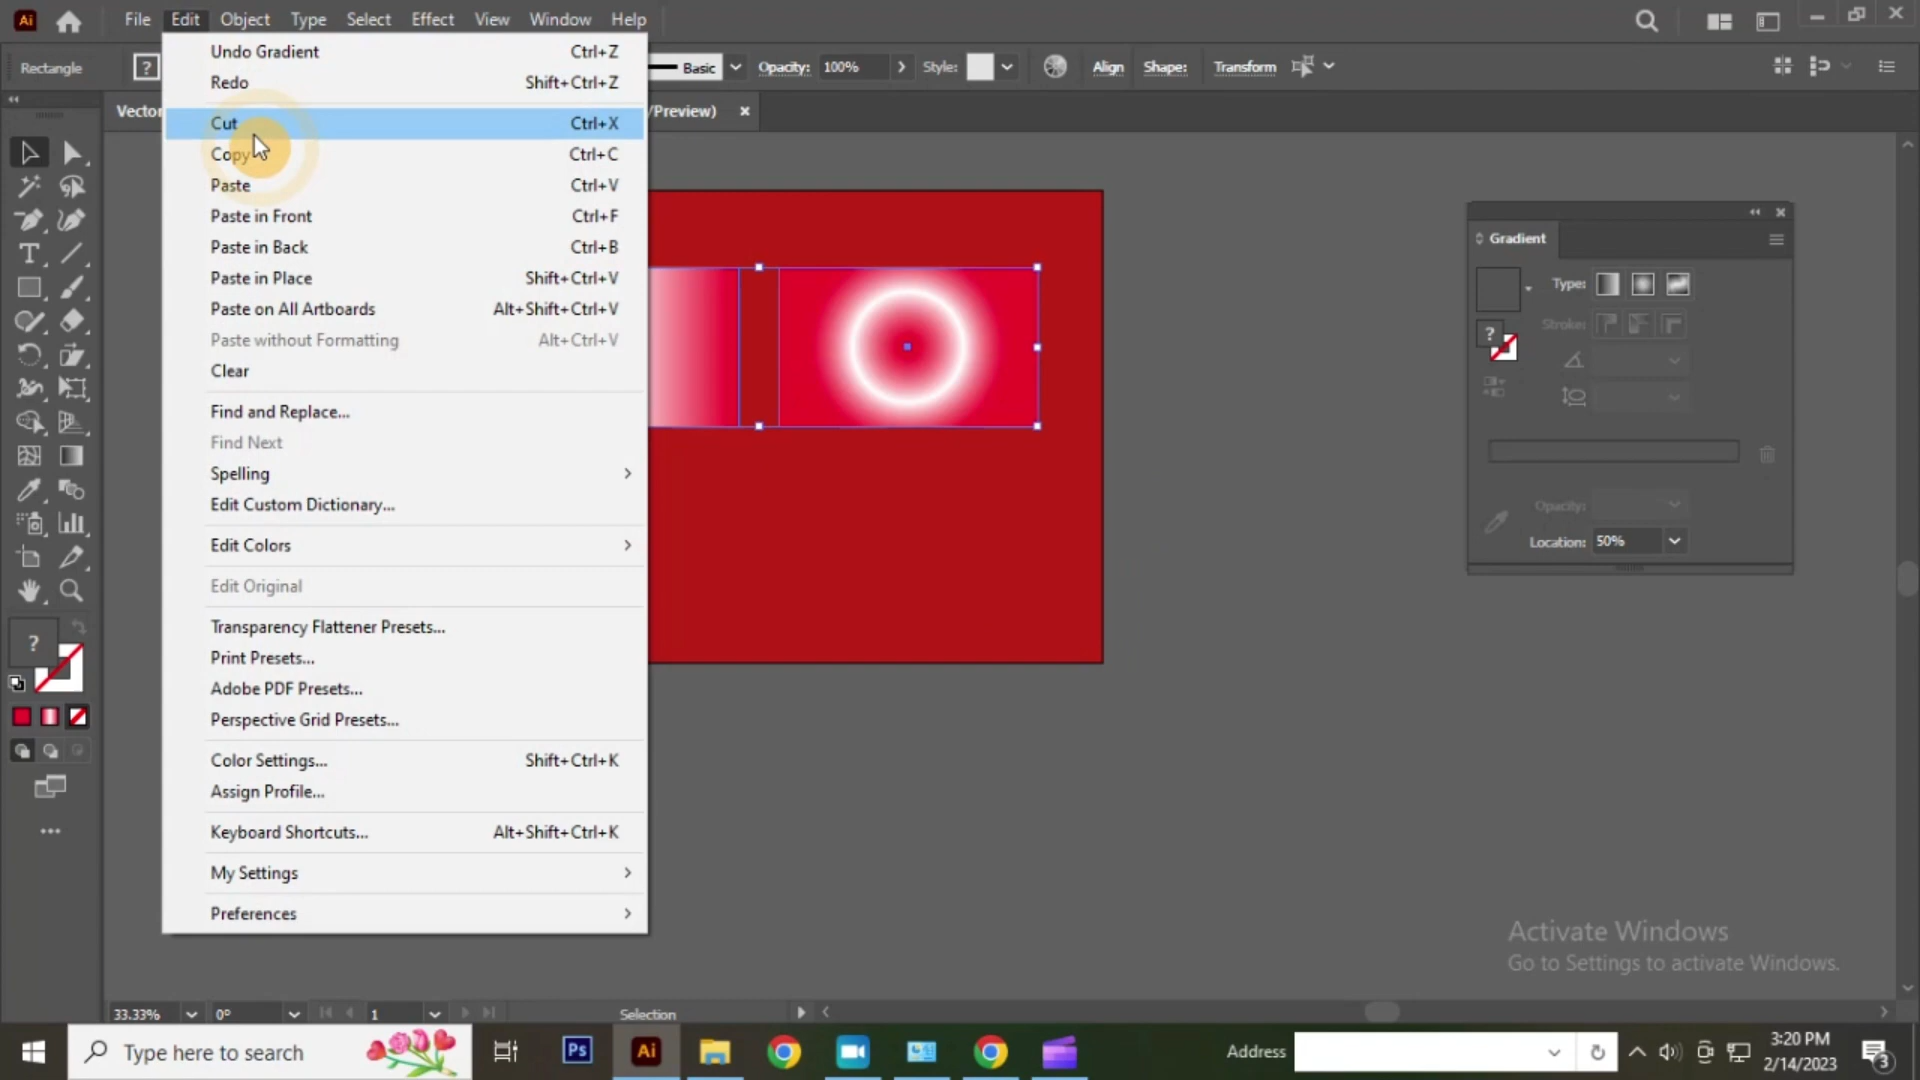 Ai File Edit Object Type Select Effect View Window Help
Rectangle ? Basic Opacity: 100% Style: Align Shape: Transform
Vector /Preview) ×
Undo Gradient Ctrl+Z
Redo Shift+Ctrl+Z
Cut Ctrl+X
Copy Ctrl+C
Paste Ctrl+V
Paste in Front Ctrl+F
Paste in Back Ctrl+B
Paste in Place Shift+Ctrl+V
Paste on All Artboards Alt+Shift+Ctrl+V
Paste without Formatting Alt+Ctrl+V
Clear
Find and Replace...
Find Next
Spelling
Edit Custom Dictionary...
Edit Colors
Edit Original
Transparency Flattener Presets...
Print Presets...
Adobe PDF Presets...
Perspective Grid Presets...
Color Settings... Shift+Ctrl+K
Assign Profile...
Keyboard Shortcuts... Alt+Shift+Ctrl+K
My Settings
Preferences
?
Gradient
Type:
? Stroke:
Opacity:
Location: 50%
Activate Windows
Go to Settings to activate Windows.
33.33% 0° 1 Selection
Type here to search Ps Ai Address 3:20 PM
2/14/2023 3